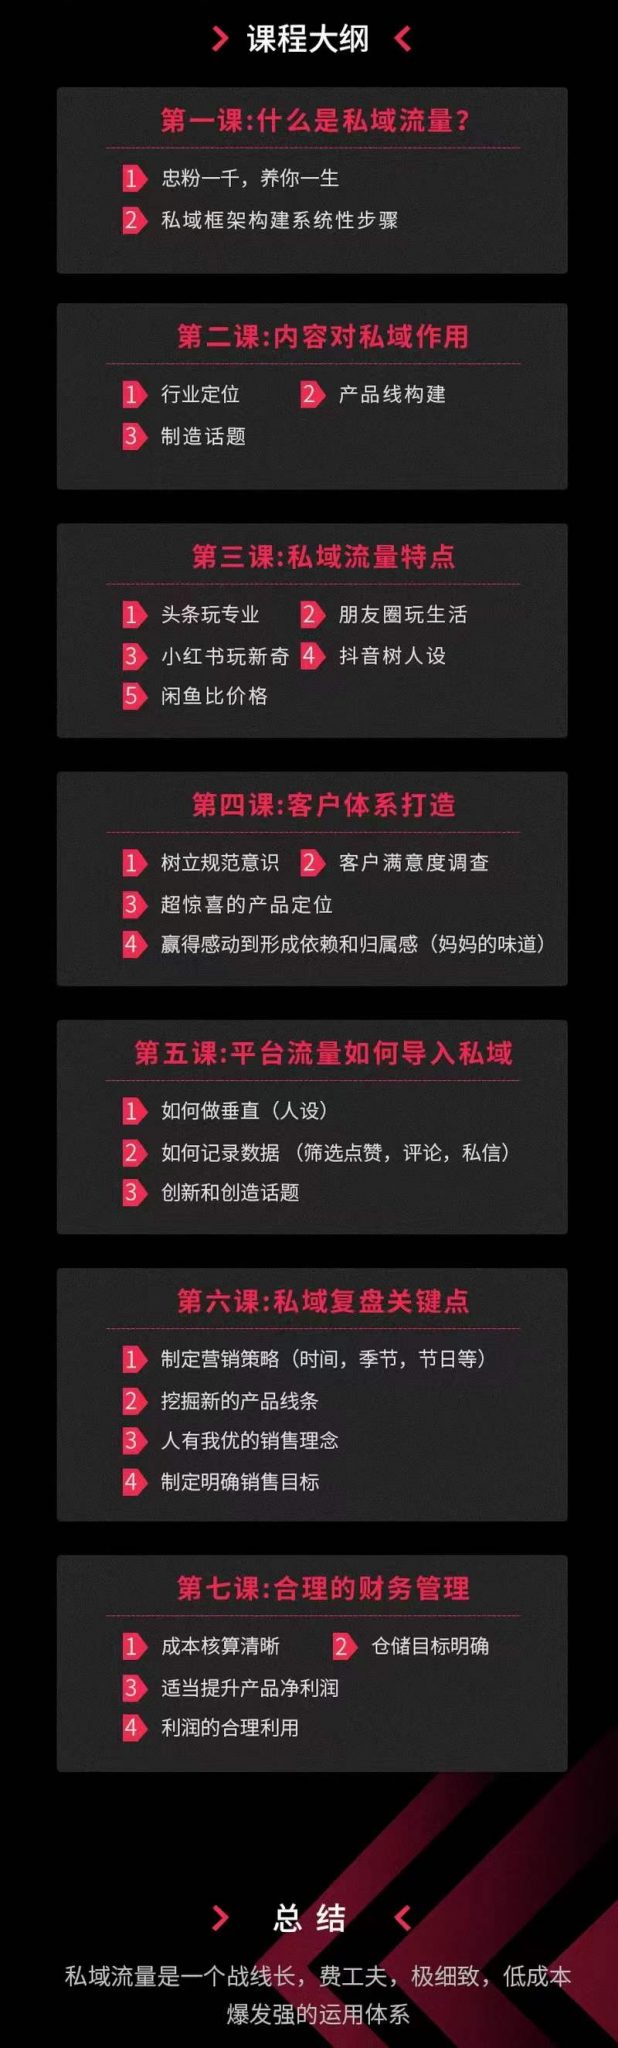 课程大纲
第一课:什么是私域流量？
1 忠粉一千，养你一生
2 私域框架构建系统性步骤
第二课:内容对私域作用
1 行业定位 2 产品线构建
3 制造话题
第三课:私域流量特点
1 头条玩专业 2 朋友圈玩生活
3 小红书玩新奇 4 抖音树人设
5 闲鱼比价格
第四课:客户体系打造
1 树立规范意识 2 客户满意度调查
3 超惊喜的产品定位
4 赢得感动到形成依赖和归属感（妈妈的味道）
第五课:平台流量如何导入私域
1 如何做垂直（人设）
2 如何记录数据 （筛选点赞，评论，私信）
3 创新和创造话题
第六课:私域复盘关键点
1 制定营销策略（时间，季节，节日等）
2 挖掘新的产品线条
3 人有我优的销售理念
4 制定明确销售目标
第七课:合理的财务管理
1 成本核算清晰 2 仓储目标明确
3 适当提升产品净利润
4 利润的合理利用
总 结
私域流量是一个战线长，费工夫，极细致，低成本
爆发强的运用体系